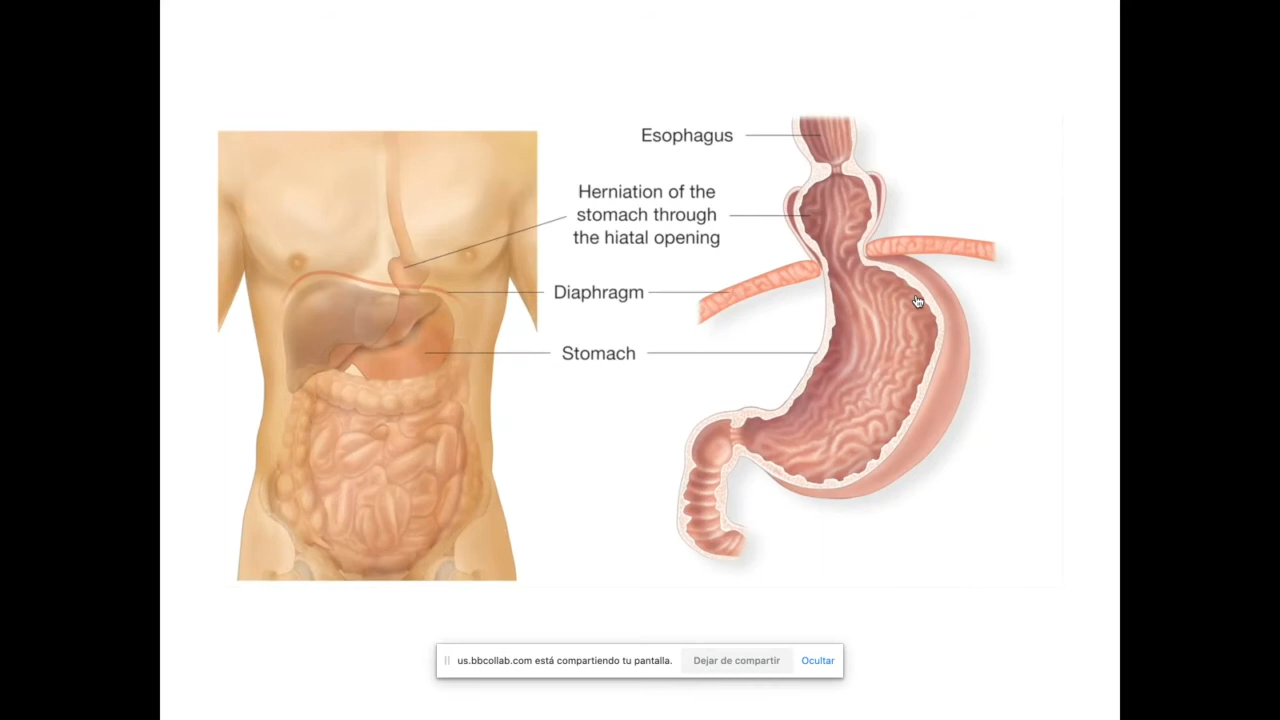 Esophagus
Herniation of the
stomach through
the hiatal opening
Diaphragm
Stomach
us.bbcollab.com está compartiendo tu pantalla. Dejar de compartir Ocultar